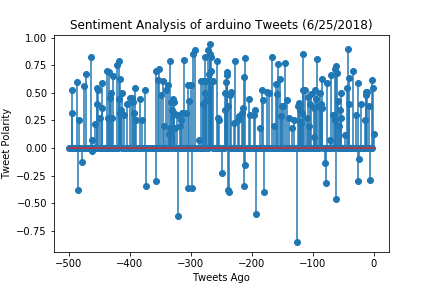 Sentiment Analysis of arduino Tweets (6/25/2018)
1.00
0.75
0.50
0.25
0.00
−0.25
−0.50
−0.75
Tweet Polarity
−500 −400 −300 −200 −100 0
Tweets Ago